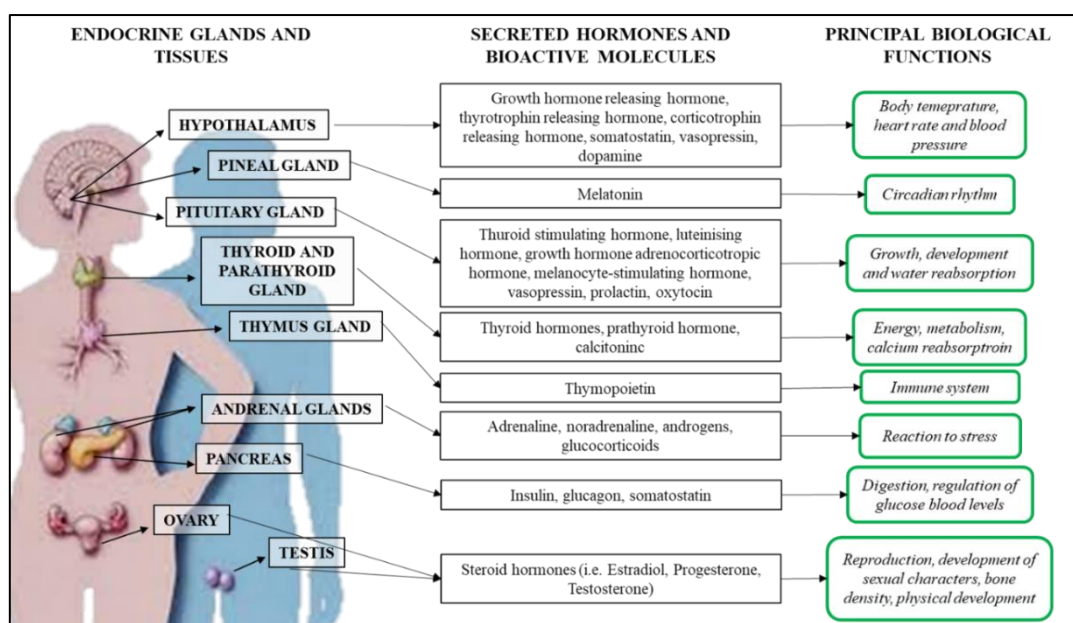 ENDOCRINE GLANDS AND
TISSUES
SECRETED HORMONES AND
BIOACTIVE MOLECULES
PRINCIPAL BIOLOGICAL
FUNCTIONS
HYPOTHALAMUS
Growth hormone releasing hormone,
thyrotrophin releasing hormone, corticotrophin
releasing hormone, somatostatin, vasopressin,
dopamine
Body temeprature,
heart rate and blood
pressure
PINEAL GLAND
Melatonin
Circadian rhythm
PITUITARY GLAND
Thuroid stimulating hormone, luteinising
hormone, growth hormone adrenocorticotropic
hormone, melanocyte-stimulating hormone,
vasopressin, prolactin, oxytocin
Growth, development
and water reabsorption
THYROID AND
PARATHYROID
GLAND
Thyroid hormones, prathyroid hormone,
calcitoninc
Energy, metabolism,
calcium reabsorptroin
THYMUS GLAND
Thymopoietin
Immune system
ANDRENAL GLANDS
Adrenaline, noradrenaline, androgens,
glucocorticoids
Reaction to stress
PANCREAS
Insulin, glucagon, somatostatin
Digestion, regulation of
glucose blood levels
OVARY
TESTIS
Steroid hormones (i.e. Estradiol, Progesterone,
Testosterone)
Reproduction, development of
sexual characters, bone
density, physical development